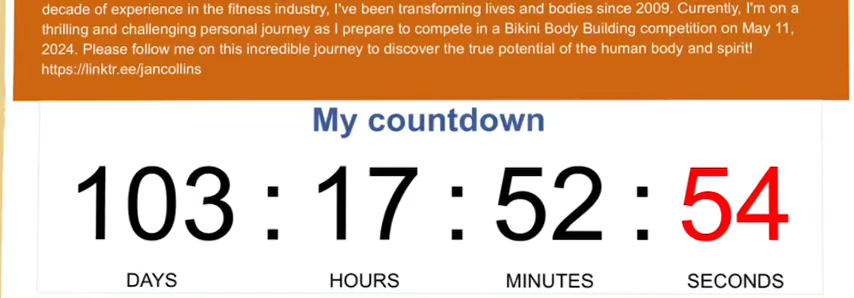 decade of experience in the fitness industry, I've been transforming lives and bodies since 2009. Currently, I'm on a
thrilling and challenging personal journey as I prepare to compete in a Bikini Body Building competition on May 11,
2024. Please follow me on this incredible journey to discover the true potential of the human body and spirit!
https://linktr.ee/jancollins
My countdown
103 : 17 : 52 : 54
DAYS HOURS MINUTES SECONDS